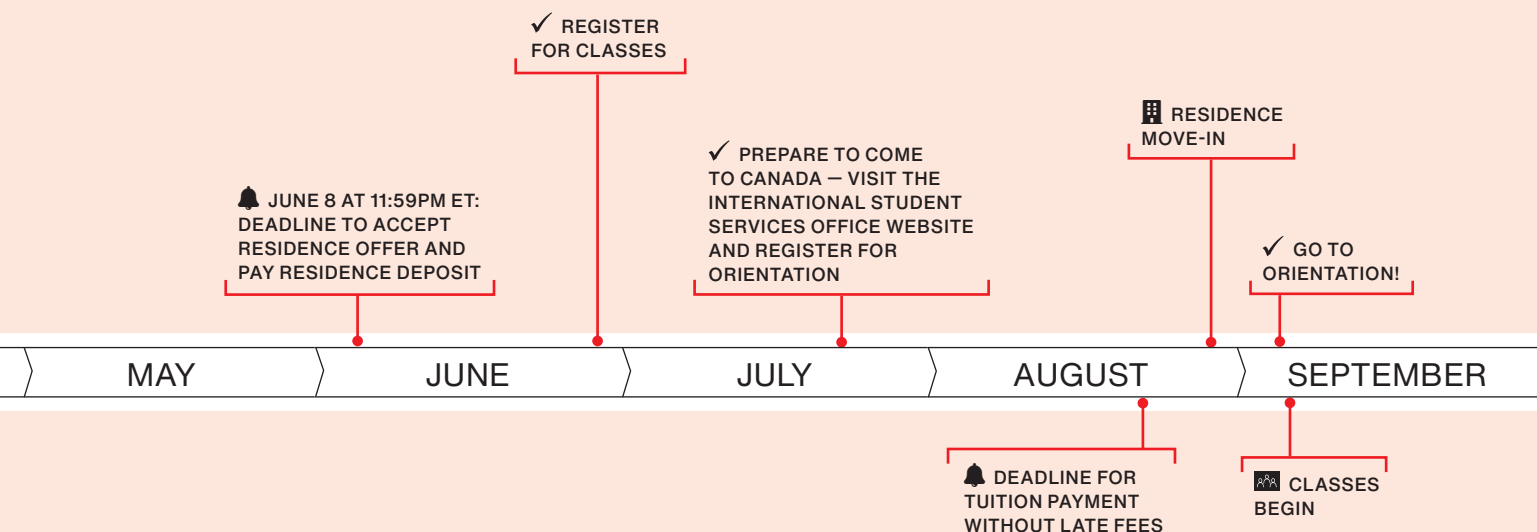 REGISTER
FOR CLASSES
RESIDENCE
MOVE-IN
PREPARE TO COME
TO CANADA — VISIT THE
INTERNATIONAL STUDENT
SERVICES OFFICE WEBSITE
AND REGISTER FOR
ORIENTATION
JUNE 8 AT 11:59PM ET:
DEADLINE TO ACCEPT
RESIDENCE OFFER AND
PAY RESIDENCE DEPOSIT
GO TO
ORIENTATION!
MAY
JUNE
JULY
AUGUST
SEPTEMBER
DEADLINE FOR
TUITION PAYMENT
WITHOUT LATE FEES
CLASSES
BEGIN